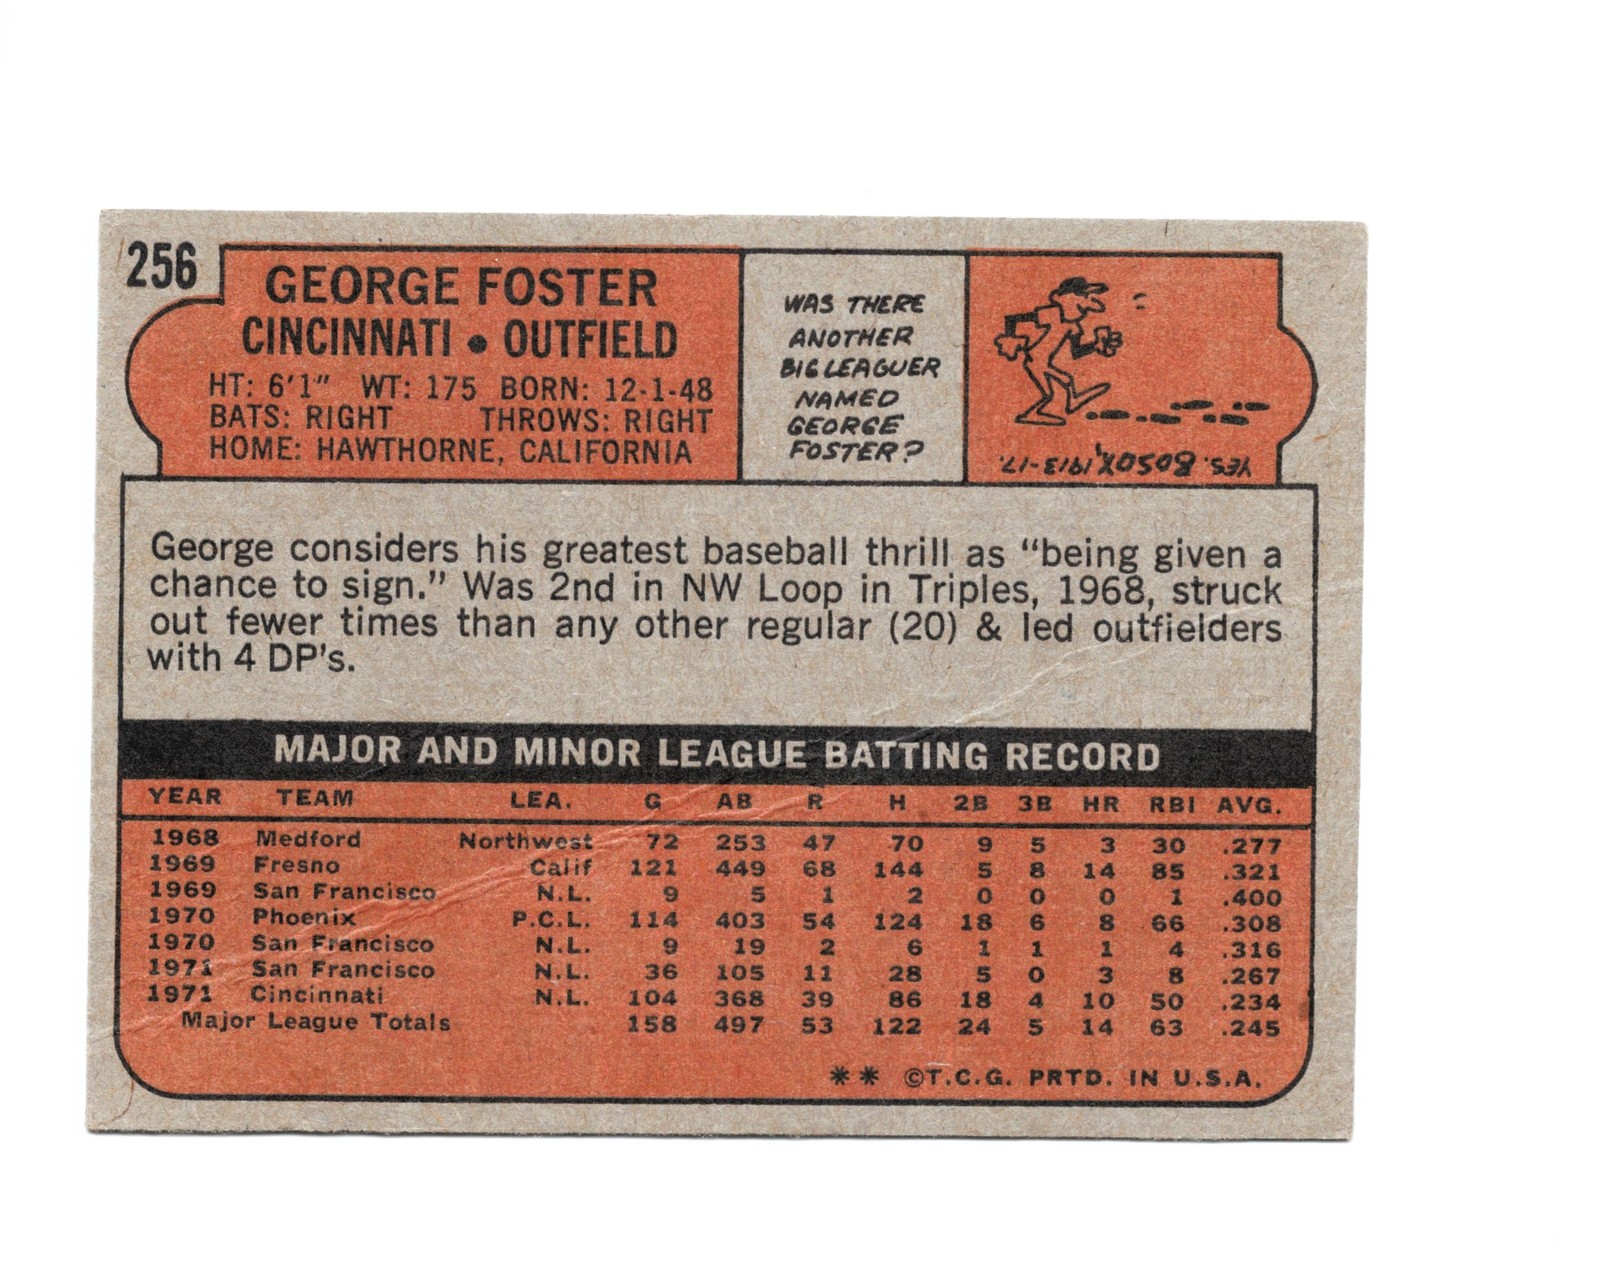 256
GEORGE FOSTER
CINCINNATI • OUTFIELD
HT: 6'1" WT: 175 BORN: 12-1-48
BATS: RIGHT THROWS: RIGHT
HOME: HAWTHORNE, CALIFORNIA
WAS THERE
ANOTHER
BIG LEAGUER
NAMED
GEORGE
FOSTER?
YES. BOSOX, 1913-17.
George considers his greatest baseball thrill as “being given a
chance to sign.” Was 2nd in NW Loop in Triples, 1968, struck
out fewer times than any other regular (20) & led outfielders
with 4 DP's.
MAJOR AND MINOR LEAGUE BATTING RECORD
YEAR TEAM LEA. G AB R H 2B 3B HR RBI AVG.
1968 Medford Northwest 72 253 47 70 9 5 3 30 .277
1969 Fresno Calif 121 449 68 144 5 8 14 85 .321
1969 San Francisco N.L. 9 5 1 2 0 0 0 1 .400
1970 Phoenix P.C.L. 114 403 54 124 18 6 8 66 .308
1970 San Francisco N.L. 9 19 2 6 1 1 1 4 .316
1971 San Francisco N.L. 36 105 11 28 5 0 3 8 .267
1971 Cincinnati N.L. 104 368 39 86 18 4 10 50 .234
Major League Totals 158 497 53 122 24 5 14 63 .245
** ©T.C.G. PRTD. IN U.S.A.